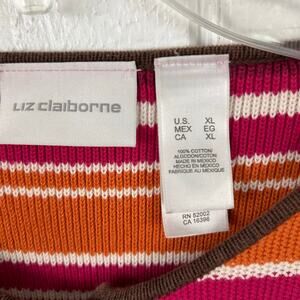 LIZ CLAIBORNE
U.S. XL
MEX EG
CA XL
100% COTTON/
ALGODON/COTON
MADE IN MEXICO
HECHO EN MEXICO
FABRIQUE AU MEXIQUE
RN 52002
CA 16396